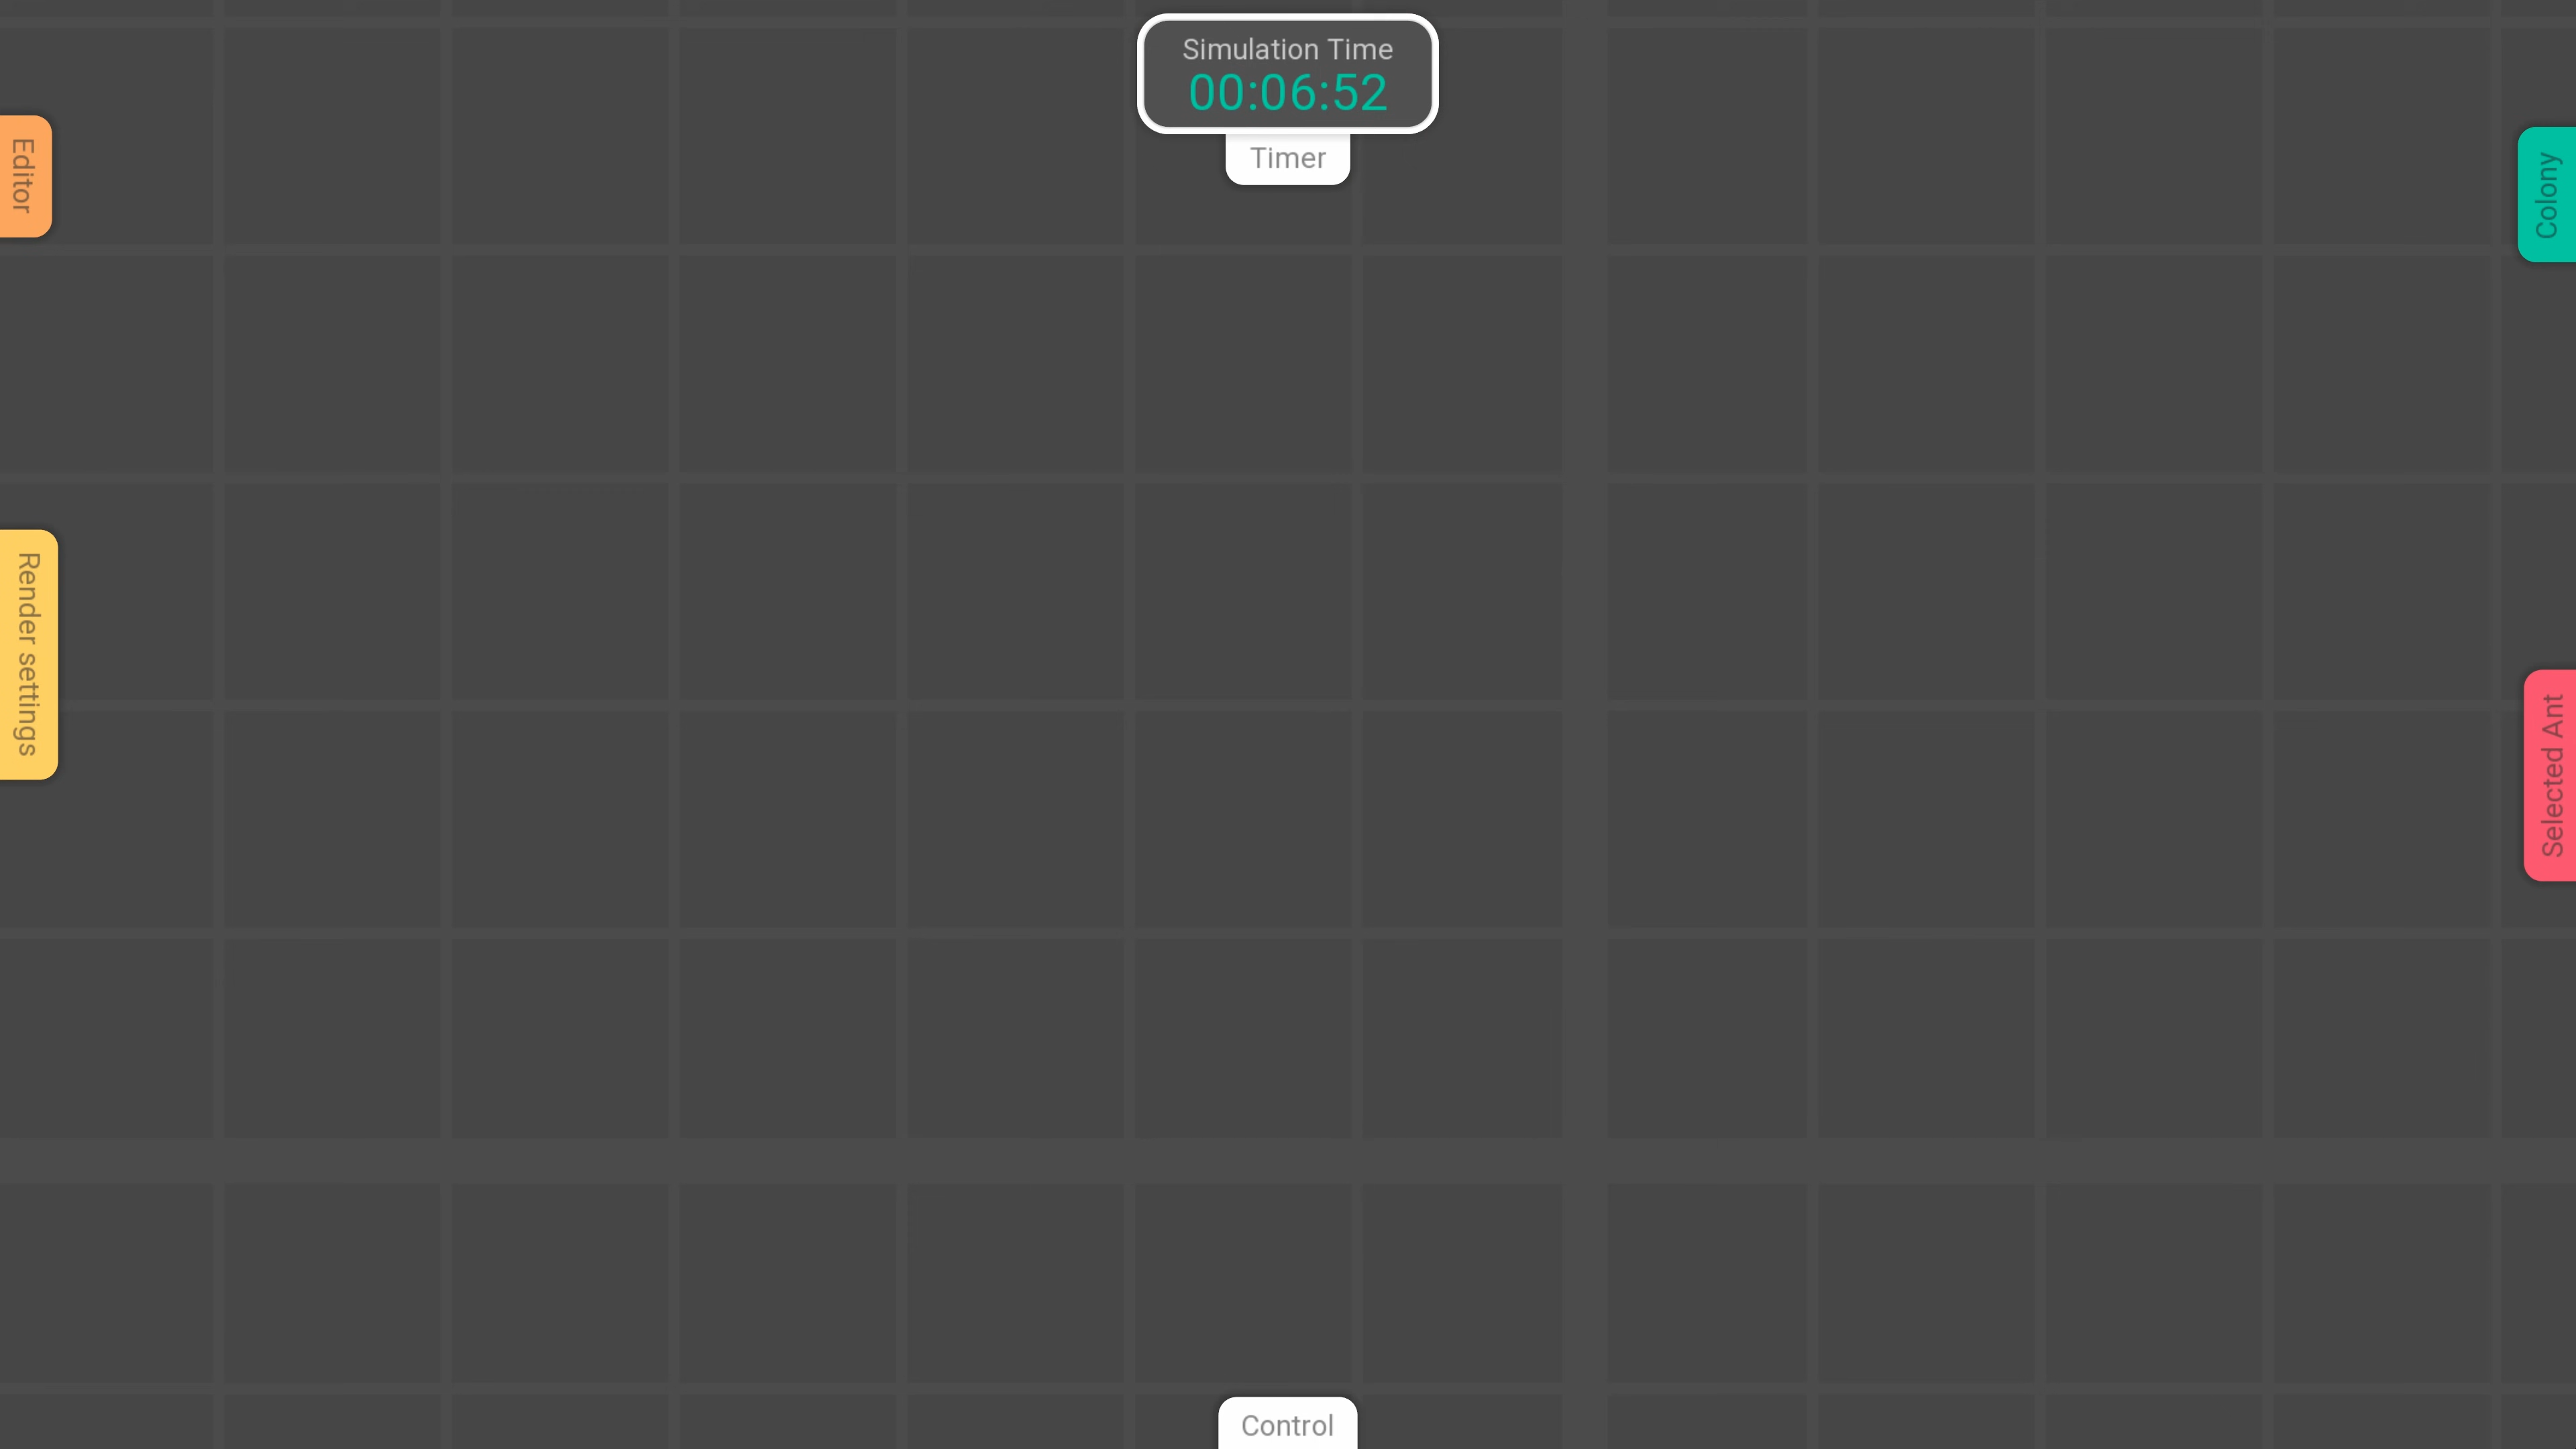 Simulation Time
00:06:52
Timer
Editor
Colony
Render settings
Selected Ant
Control